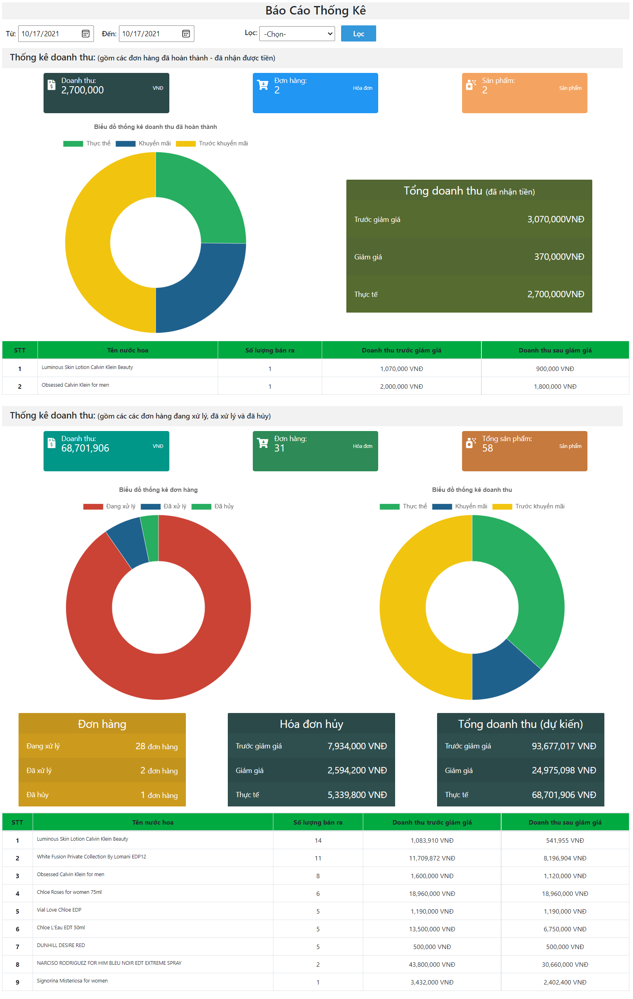 Báo Cáo Thống Kê
Từ: 10/17/2021 Đến: 10/17/2021 Lọc: -Chọn- Lọc
Thống kê doanh thu: (gồm các đơn hàng đã hoàn thành - đã nhận được tiền)
Doanh thu:
2,700,000 VNĐ
Đơn hàng:
2 Hóa đơn
Sản phẩm:
2 Sản phẩm
Biểu đồ thống kê doanh thu đã hoàn thành
Thực thế Khuyến mãi Trước khuyến mãi
Tổng doanh thu (đã nhận tiền)
Trước giảm giá 3,070,000VNĐ
Giảm giá 370,000VNĐ
Thực tế 2,700,000VNĐ
STT Tên nước hoa Số lượng bán ra Doanh thu trước giảm giá Doanh thu sau giảm giá
1 Luminous Skin Lotion Calvin Klein Beauty 1 1,070,000 VNĐ 900,000 VNĐ
2 Obsessed Calvin Klein for men 1 2,000,000 VNĐ 1,800,000 VNĐ
Thống kê doanh thu: (gồm các các đơn hàng đang xử lý, đã xử lý và đã hủy)
Doanh thu:
68,701,906 VNĐ
Đơn hàng:
31 Hóa đơn
Tổng sản phẩm:
58 Sản phẩm
Biểu đồ thống kê đơn hàng
Đang xử lý Đã xử lý Đã hủy
Biểu đồ thống kê doanh thu
Thực thế Khuyến mãi Trước khuyến mãi
Đơn hàng
Đang xử lý 28 đơn hàng
Đã xử lý 2 đơn hàng
Đã hủy 1 đơn hàng
Hóa đơn hủy
Trước giảm giá 7,934,000 VNĐ
Giảm giá 2,594,200 VNĐ
Thực tế 5,339,800 VNĐ
Tổng doanh thu (dự kiến)
Trước giảm giá 93,677,017 VNĐ
Giảm giá 24,975,098 VNĐ
Thực tế 68,701,906 VNĐ
STT Tên nước hoa Số lượng bán ra Doanh thu trước giảm giá Doanh thu sau giảm giá
1 Luminous Skin Lotion Calvin Klein Beauty 14 1,083,910 VNĐ 541,955 VNĐ
2 White Fusion Private Collection By Lomani EDP12 11 11,709,872 VNĐ 8,196,904 VNĐ
3 Obsessed Calvin Klein for men 8 1,600,000 VNĐ 1,120,000 VNĐ
4 Chloe Roses for women 75ml 6 18,960,000 VNĐ 18,960,000 VNĐ
5 Vial Love Chloe EDP 5 1,190,000 VNĐ 1,190,000 VNĐ
6 Chloe L'Eau EDT 50ml 5 13,500,000 VNĐ 6,750,000 VNĐ
7 DUNHILL DESIRE RED 5 500,000 VNĐ 500,000 VNĐ
8 NARCISO RODRIGUEZ FOR HIM BLEU NOIR EDT EXTREME SPRAY 2 43,800,000 VNĐ 30,660,000 VNĐ
9 Signorina Misteriosa for women 1 3,432,000 VNĐ 2,402,400 VNĐ